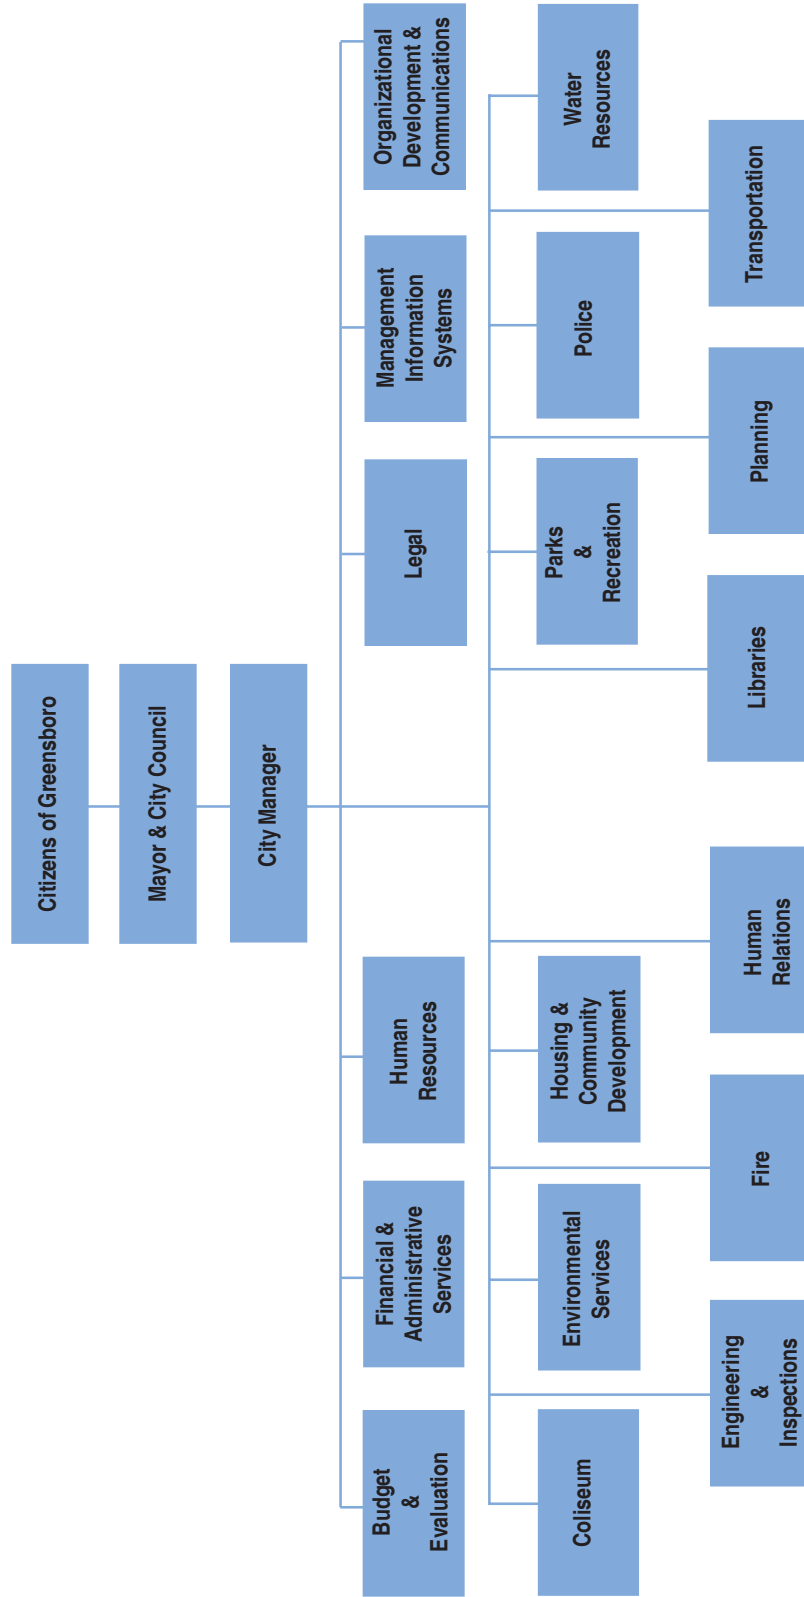 Citizens of Greensboro
Mayor & City Council
City Manager
Budget
&
Evaluation
Financial &
Administrative
Services
Human
Resources
Legal
Management
Information
Systems
Organizational
Development &
Communications
Coliseum
Environmental
Services
Housing &
Community
Development
Parks
&
Recreation
Police
Water
Resources
Engineering
&
Inspections
Fire
Human
Relations
Libraries
Planning
Transportation